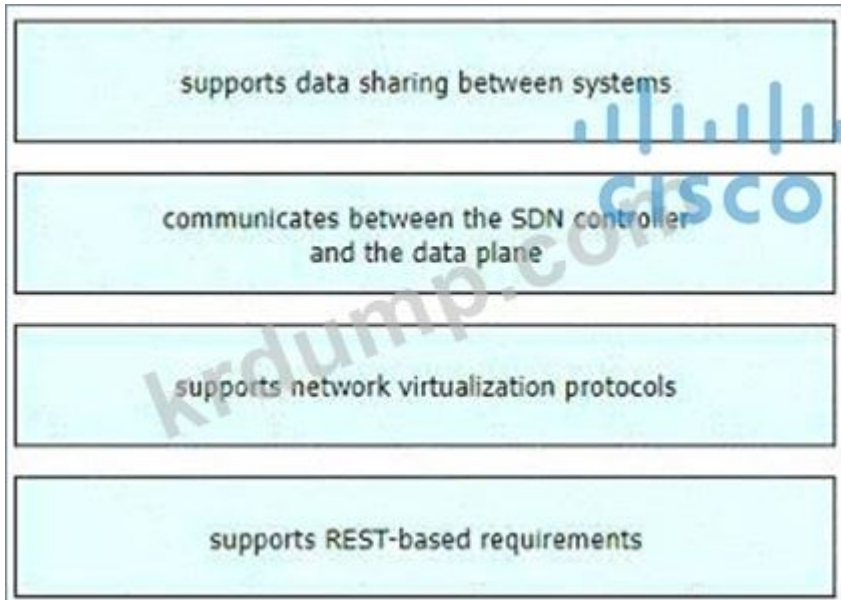 supports data sharing between systems
cisco
communicates between the SDN controller
and the data plane
krdump.com
supports network virtualization protocols
supports REST-based requirements